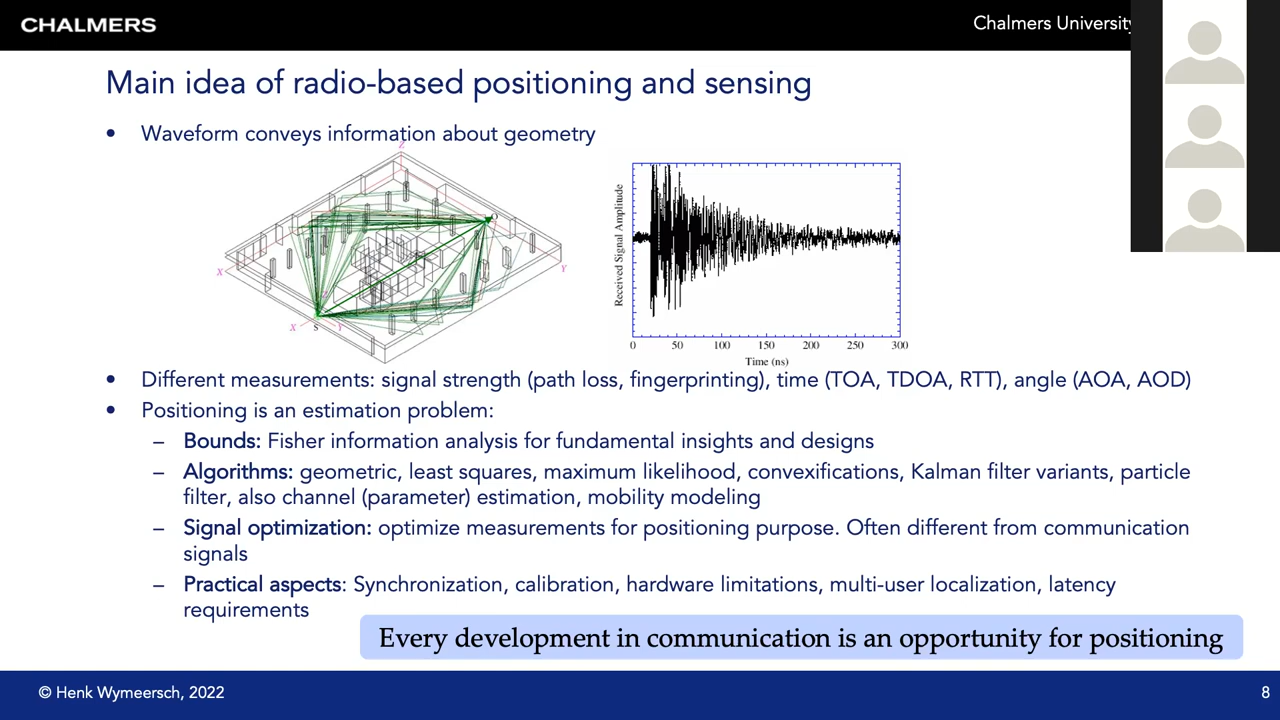 CHALMERS
Chalmers University
Main idea of radio-based positioning and sensing
• Waveform conveys information about geometry
Z
O
X
Y
Z
X
S
Y
Received Signal Amplitude
0 50 100 150 200 250 300
Time (ns)
• Different measurements: signal strength (path loss, fingerprinting), time (TOA, TDOA, RTT), angle (AOA, AOD)
• Positioning is an estimation problem:
– Bounds: Fisher information analysis for fundamental insights and designs
– Algorithms: geometric, least squares, maximum likelihood, convexifications, Kalman filter variants, particle
filter, also channel (parameter) estimation, mobility modeling
– Signal optimization: optimize measurements for positioning purpose. Often different from communication
signals
– Practical aspects: Synchronization, calibration, hardware limitations, multi-user localization, latency
requirements
Every development in communication is an opportunity for positioning
© Henk Wymeersch, 2022
8